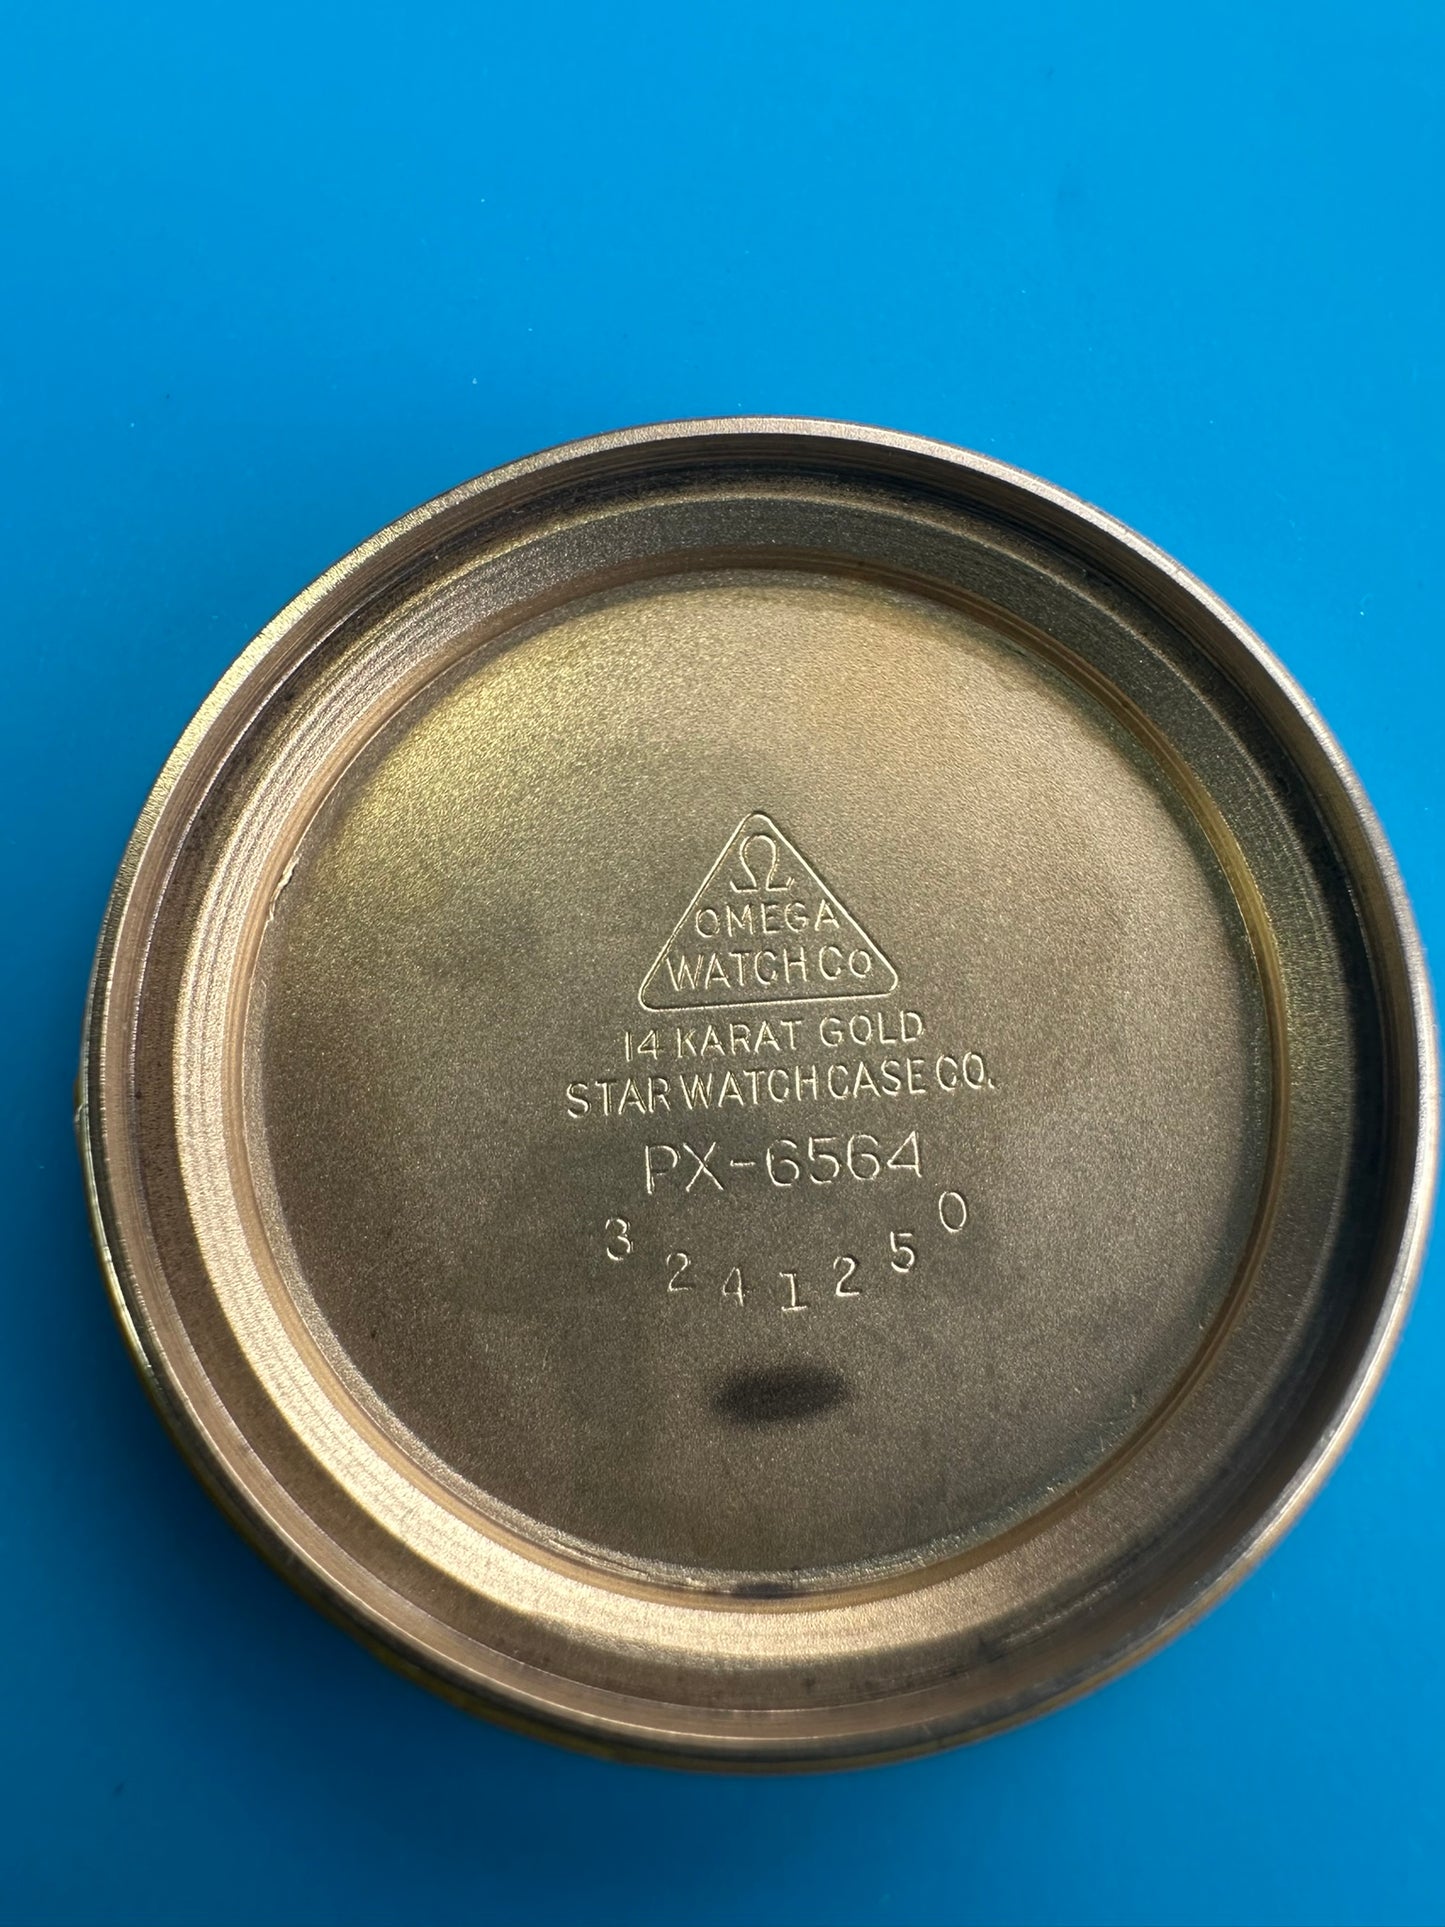 Ω
OMEGA
WATCH CO
14 KARAT GOLD
STAR WATCH CASE CO.
PX-6564
3241250